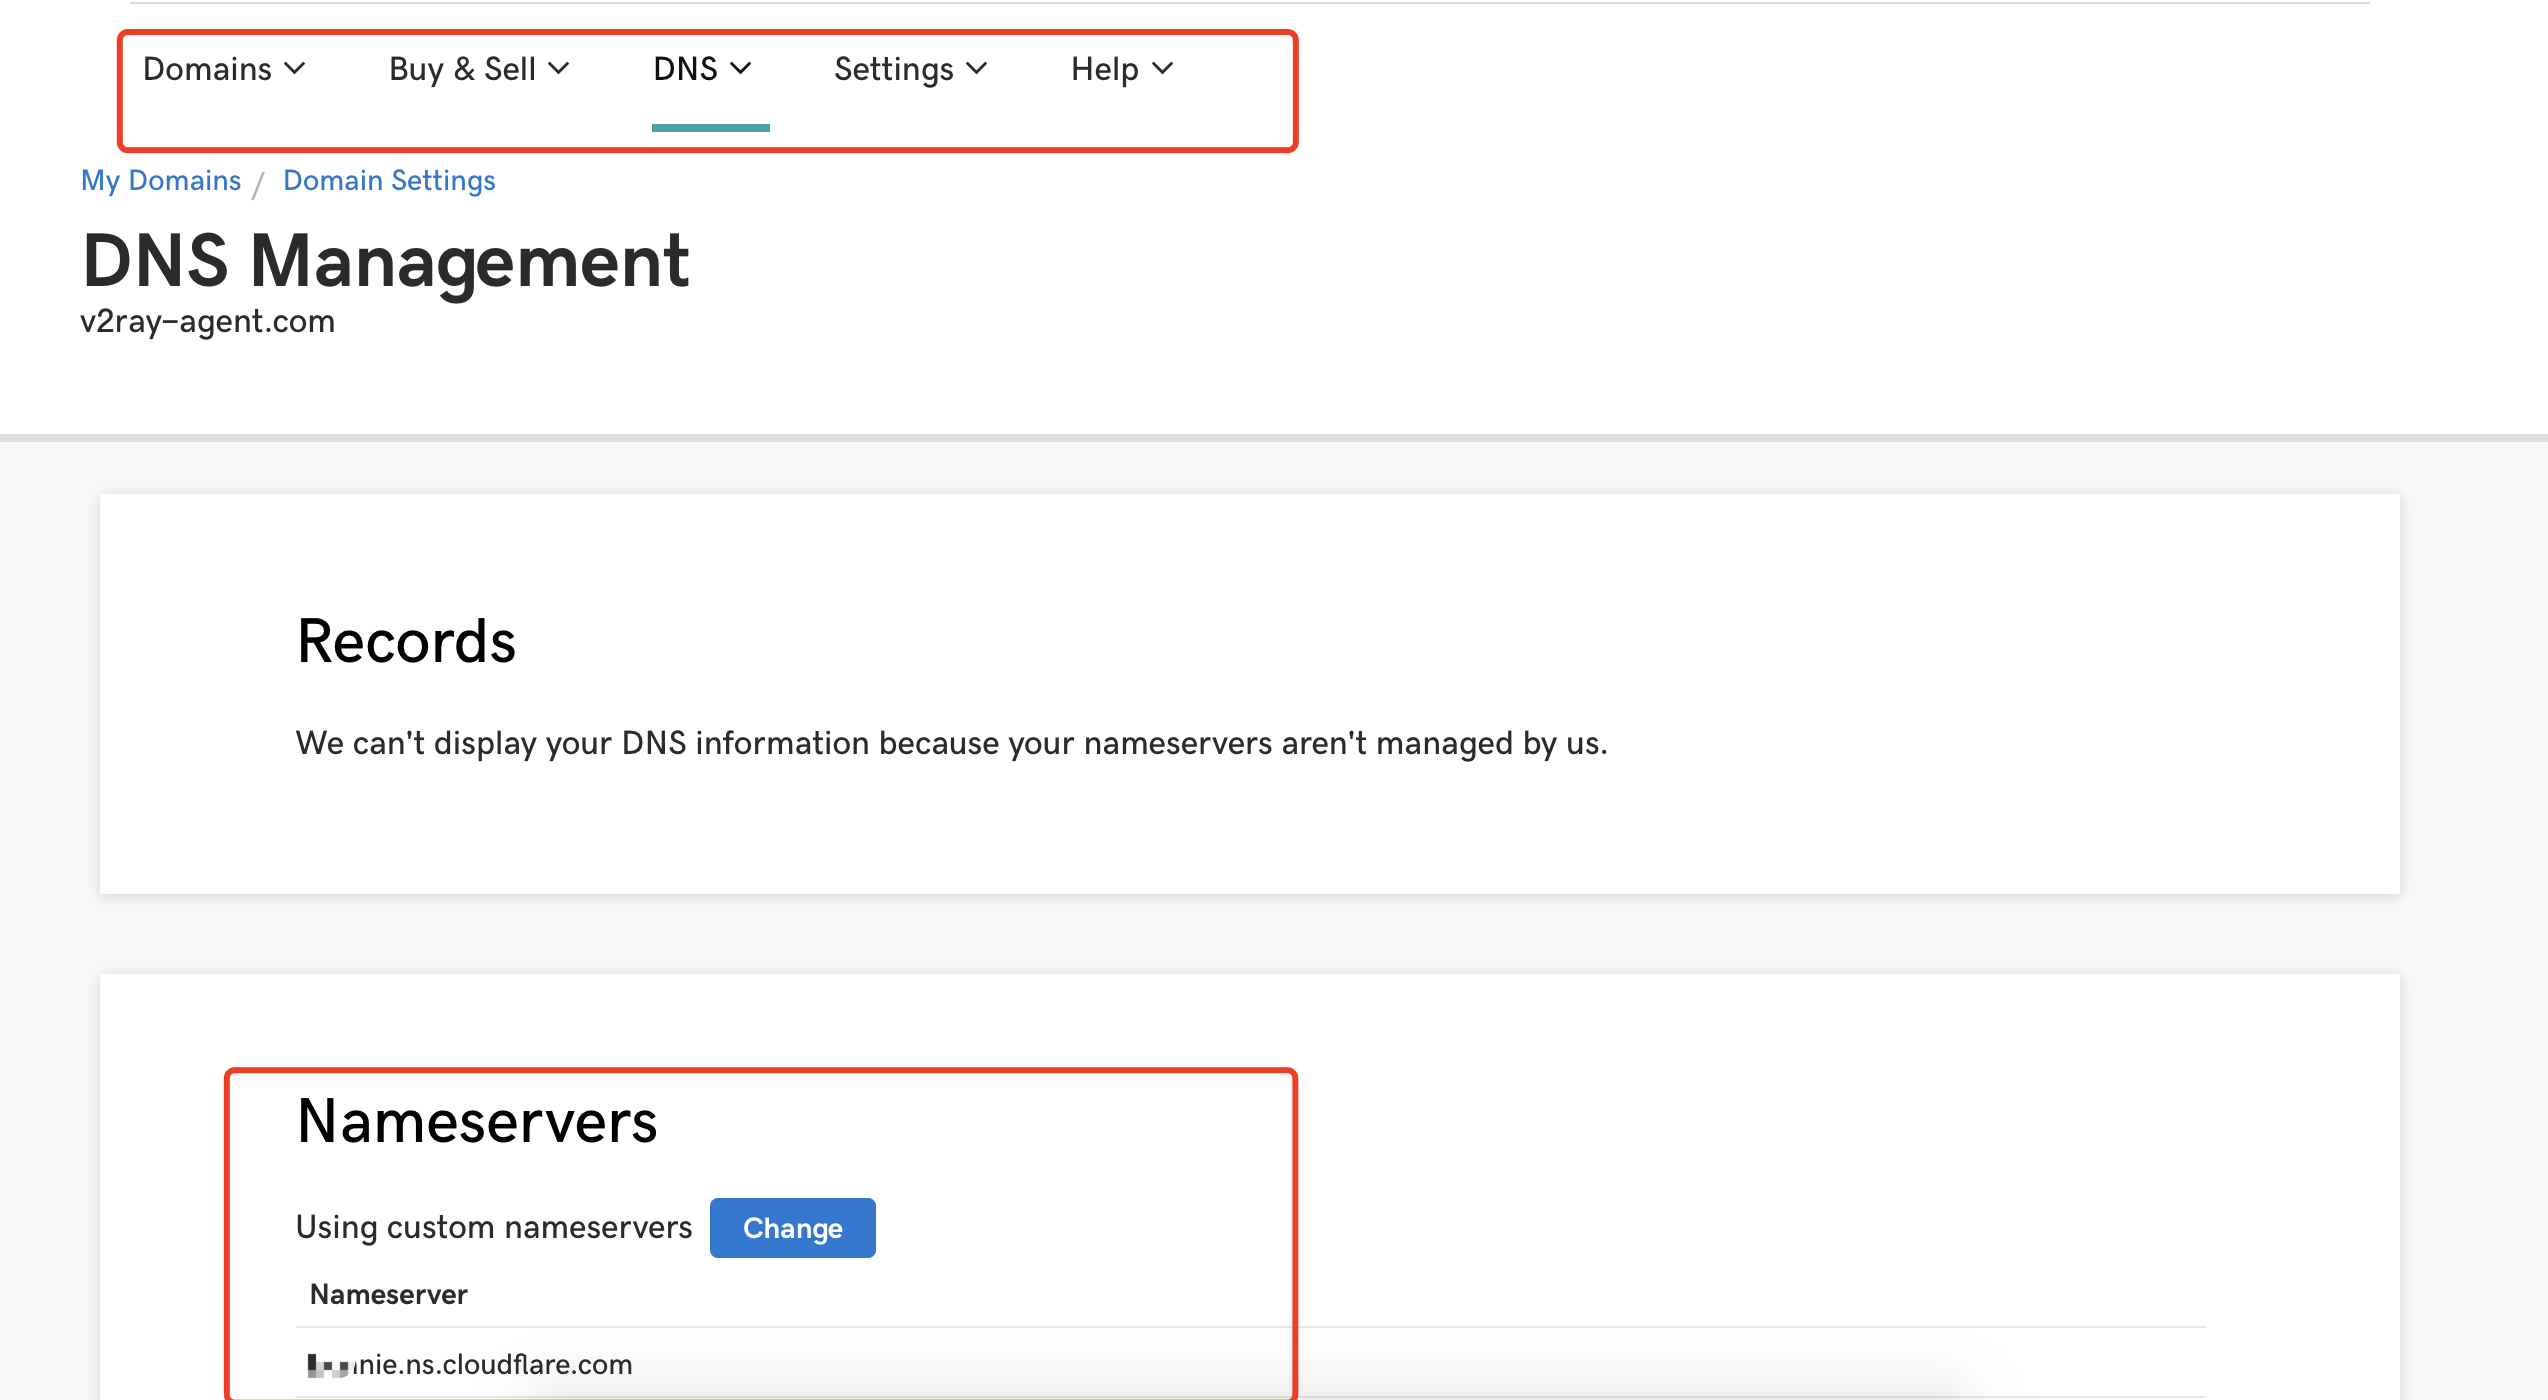 Domains Buy & Sell DNS Settings Help
My Domains / Domain Settings
DNS Management
v2ray-agent.com
Records
We can't display your DNS information because your nameservers aren't managed by us.
Nameservers
Using custom nameservers Change
Nameserver
nie.ns.cloudflare.com